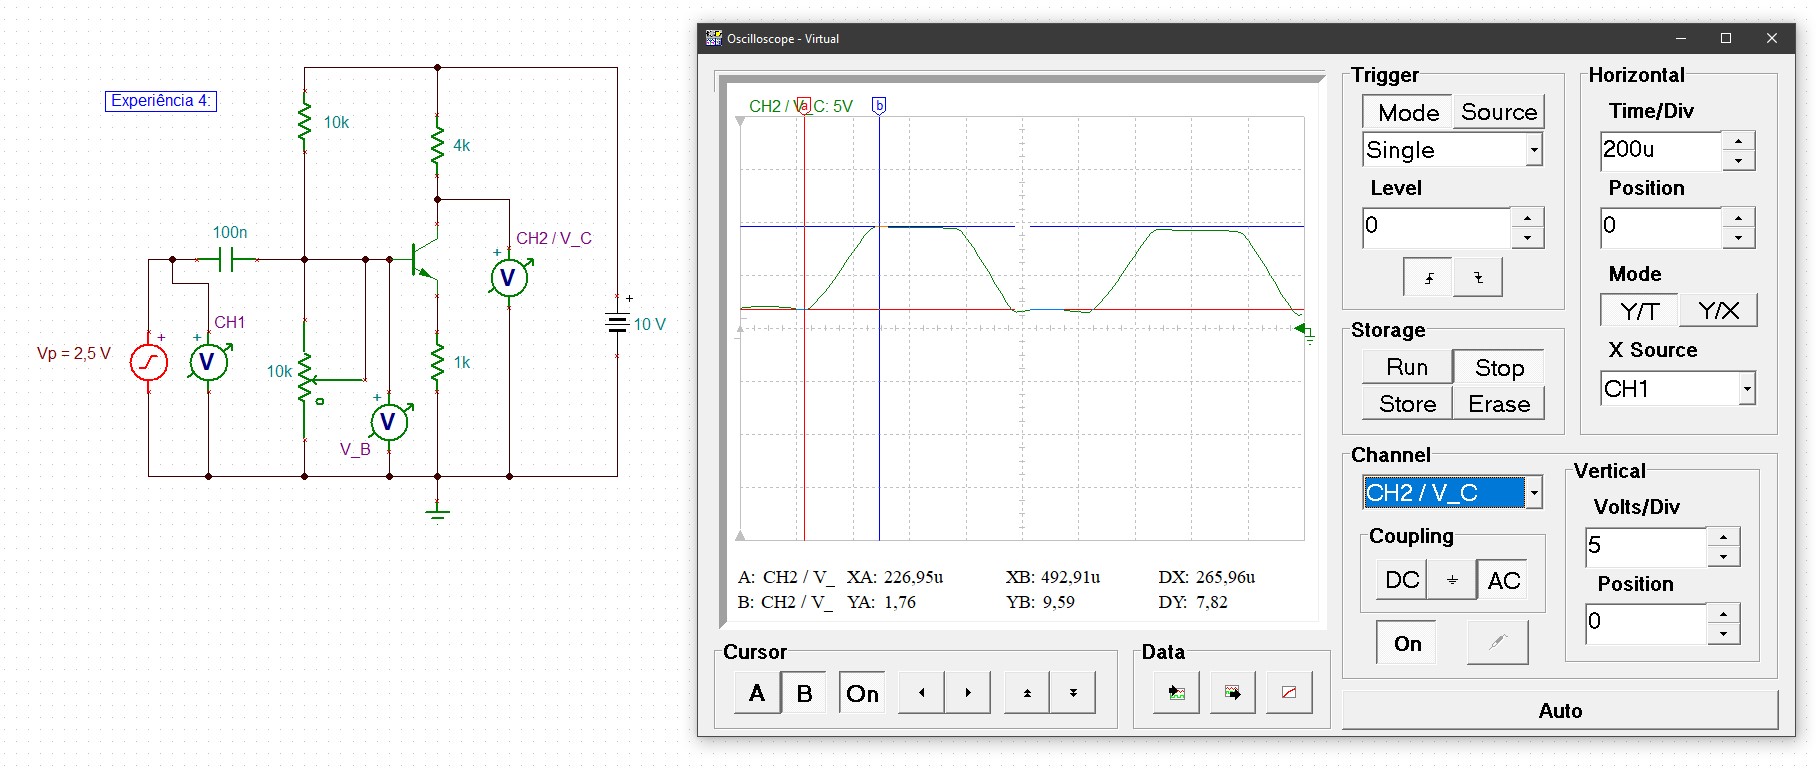 Experiência 4:
10k
4k
100n
CH2 / V_C
+
V
CH1
+
+
V
Vp = 2,5 V
10k
1k
+
10 V
+
V
V_B
Oscilloscope - Virtual
CH2 / V_C: 5V
a
b
A: CH2 / V_ XA: 226,95u XB: 492,91u DX: 265,96u
B: CH2 / V_ YA: 1,76 YB: 9,59 DY: 7,82
Cursor
A B On
Data
Trigger
Mode Source
Single
Level
0
Storage
Run Stop
Store Erase
Horizontal
Time/Div
200u
Position
0
Mode
Y/T Y/X
X Source
CH1
Channel
CH2 / V_C
Coupling
DC AC
On
Vertical
Volts/Div
5
Position
0
Auto